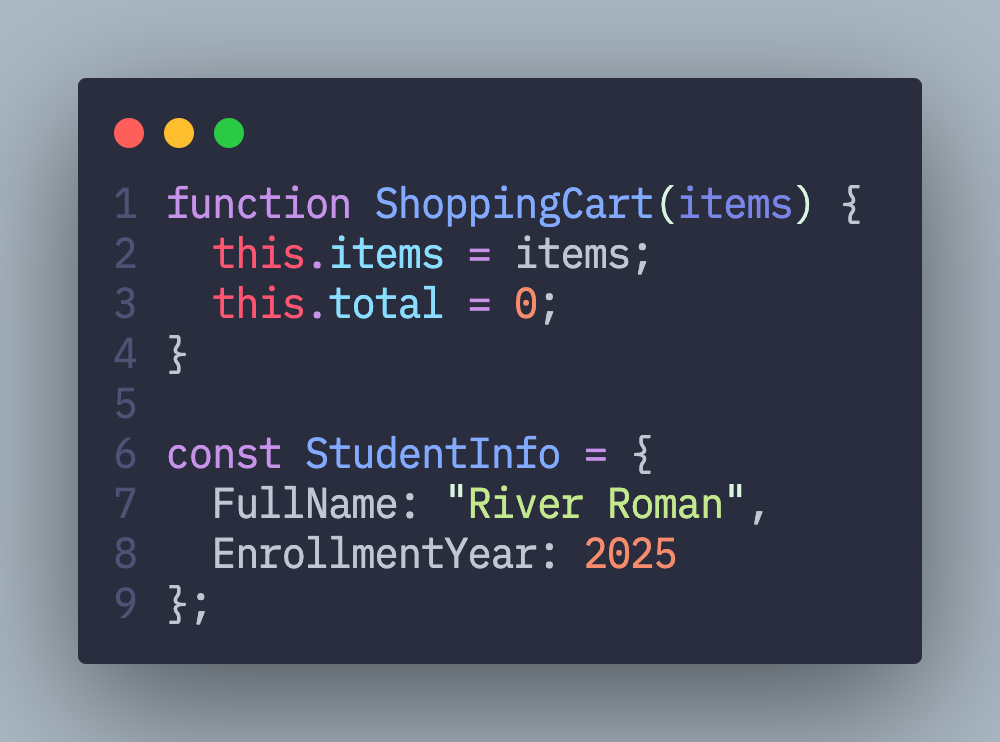 1 function ShoppingCart(items) {
2   this.items = items;
3   this.total = 0;
4 }
5
6 const StudentInfo = {
7   FullName: "River Roman",
8   EnrollmentYear: 2025
9 };